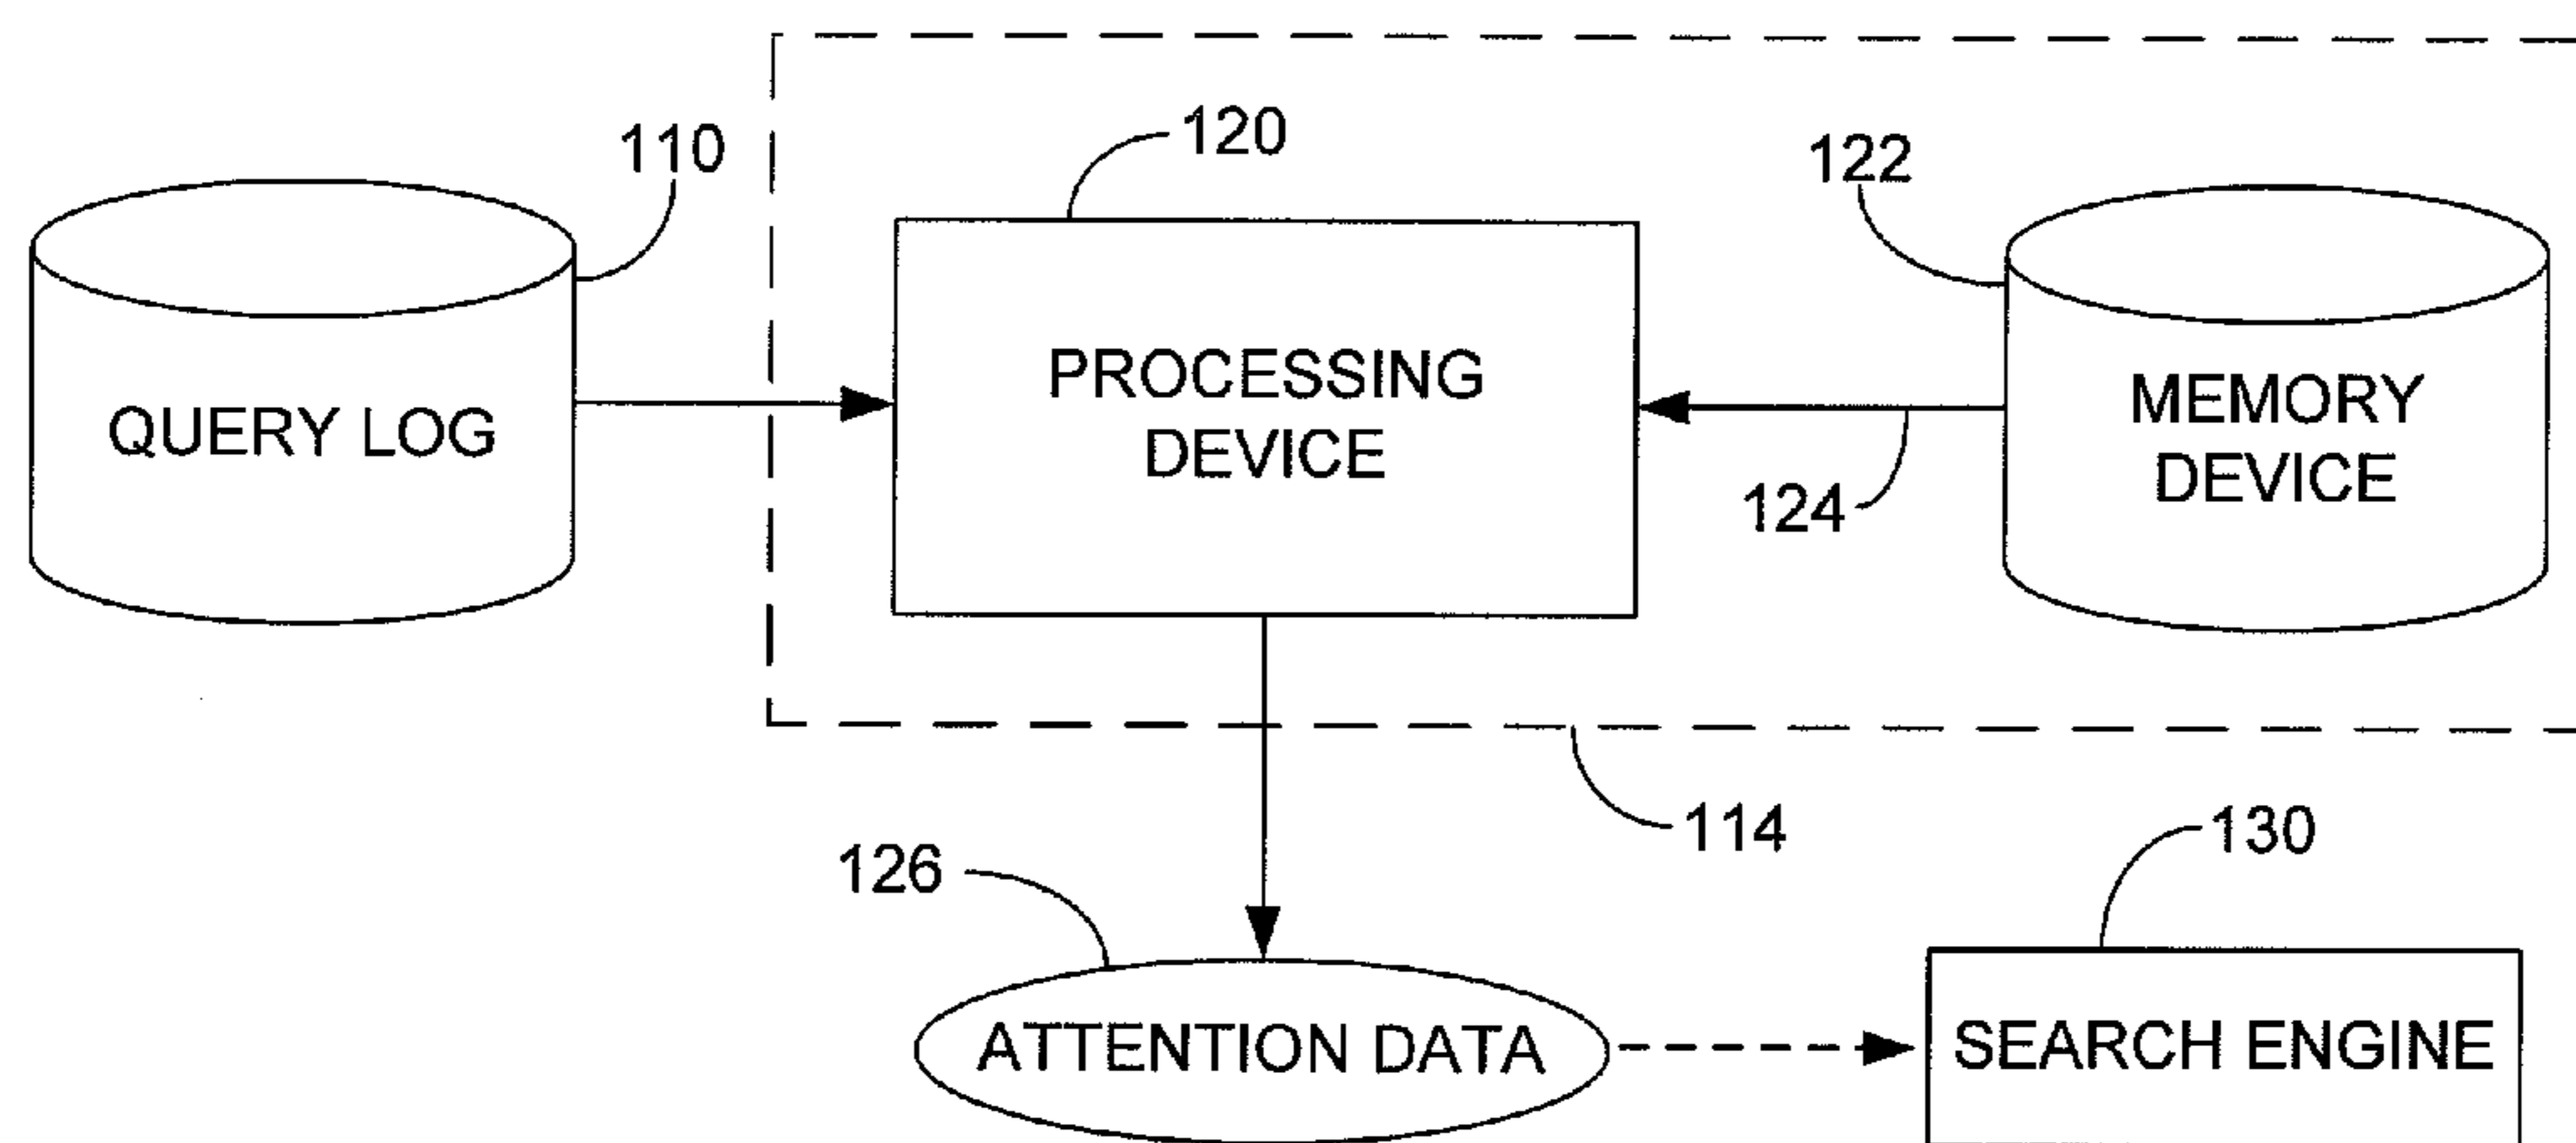 110
120
122
QUERY LOG
PROCESSING
DEVICE
MEMORY
DEVICE
124
114
126
130
ATTENTION DATA
SEARCH ENGINE